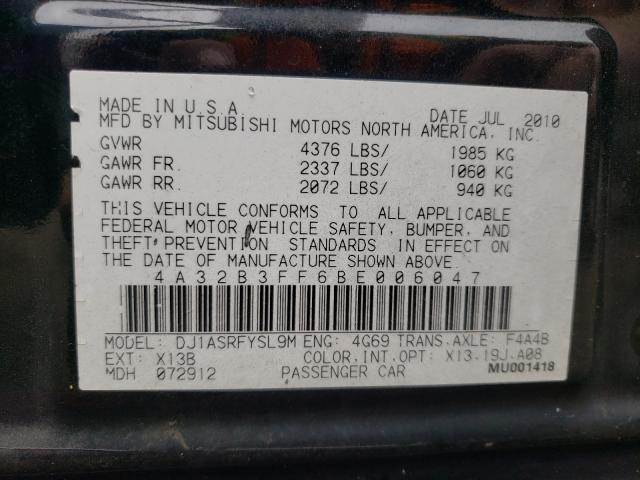 MADE IN U.S.A DATE JUL 2010
MFD BY MITSUBISHI MOTORS NORTH AMERICA, INC.
GVWR 4376 LBS/ 1985 KG
GAWR FR. 2337 LBS/ 1060 KG
GAWR RR. 2072 LBS/ 940 KG
THIS VEHICLE CONFORMS TO ALL APPLICABLE
FEDERAL MOTOR VEHICLE SAFETY, BUMPER, AND
THEFT PREVENTION STANDARDS IN EFFECT ON
THE DATE OF MANUFACTURE SHOWN ABOVE.
4A32B3FF6BE006047
MODEL: DJ1ASRFYSL9M ENG: 4G69 TRANS.AXLE: F4A4B
EXT: X13B COLOR,INT,OPT: X13,19J,A08
MDH 072912 PASSENGER CAR MU001418